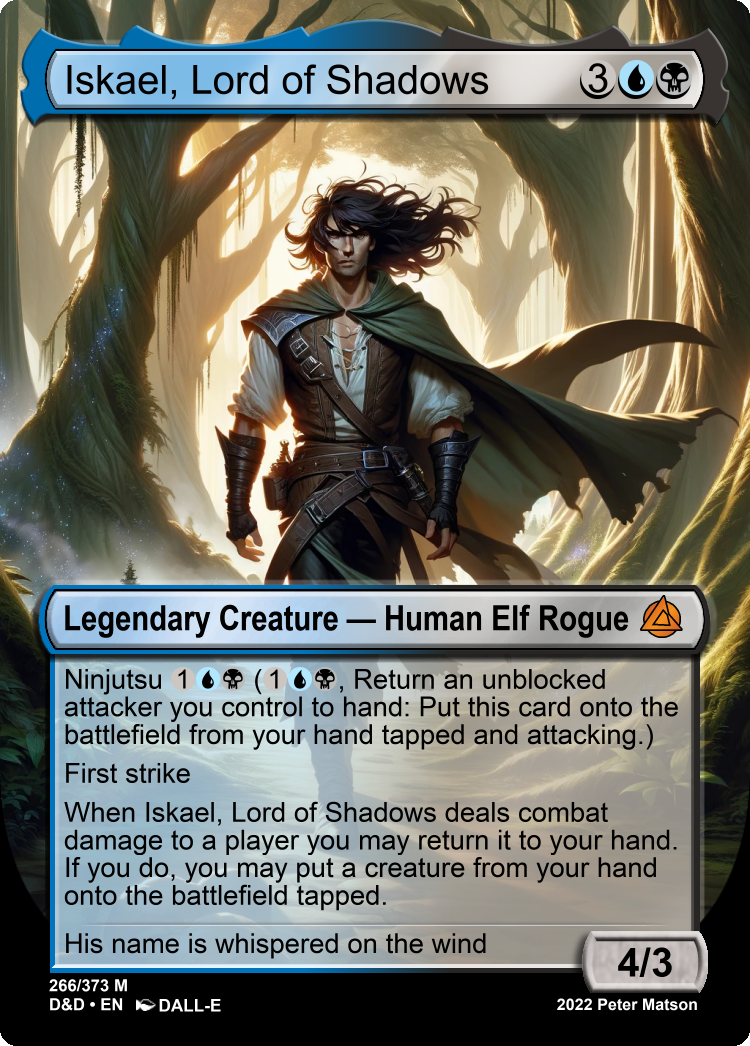 Iskael, Lord of Shadows 3
Legendary Creature — Human Elf Rogue
Ninjutsu 1 (1 , Return an unblocked
attacker you control to hand: Put this card onto the
battlefield from your hand tapped and attacking.)
First strike
When Iskael, Lord of Shadows deals combat
damage to a player you may return it to your hand.
If you do, you may put a creature from your hand
onto the battlefield tapped.
His name is whispered on the wind
4/3
266/373 M
D&D • EN DALL-E
2022 Peter Matson